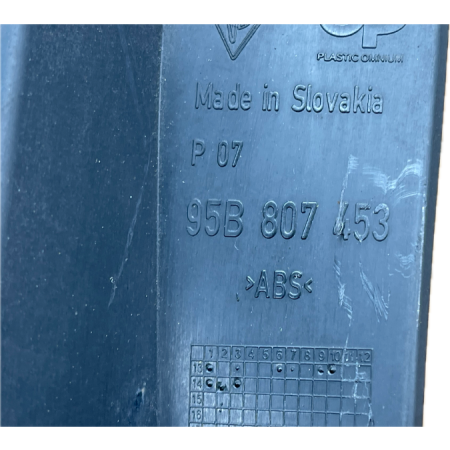 PLASTIC OMNIUM
Made in Slovakia
P 07
95B 807 453
>ABS<
1 2 3 4 5 6 7 8 9 10 11 12
13
14
15
16